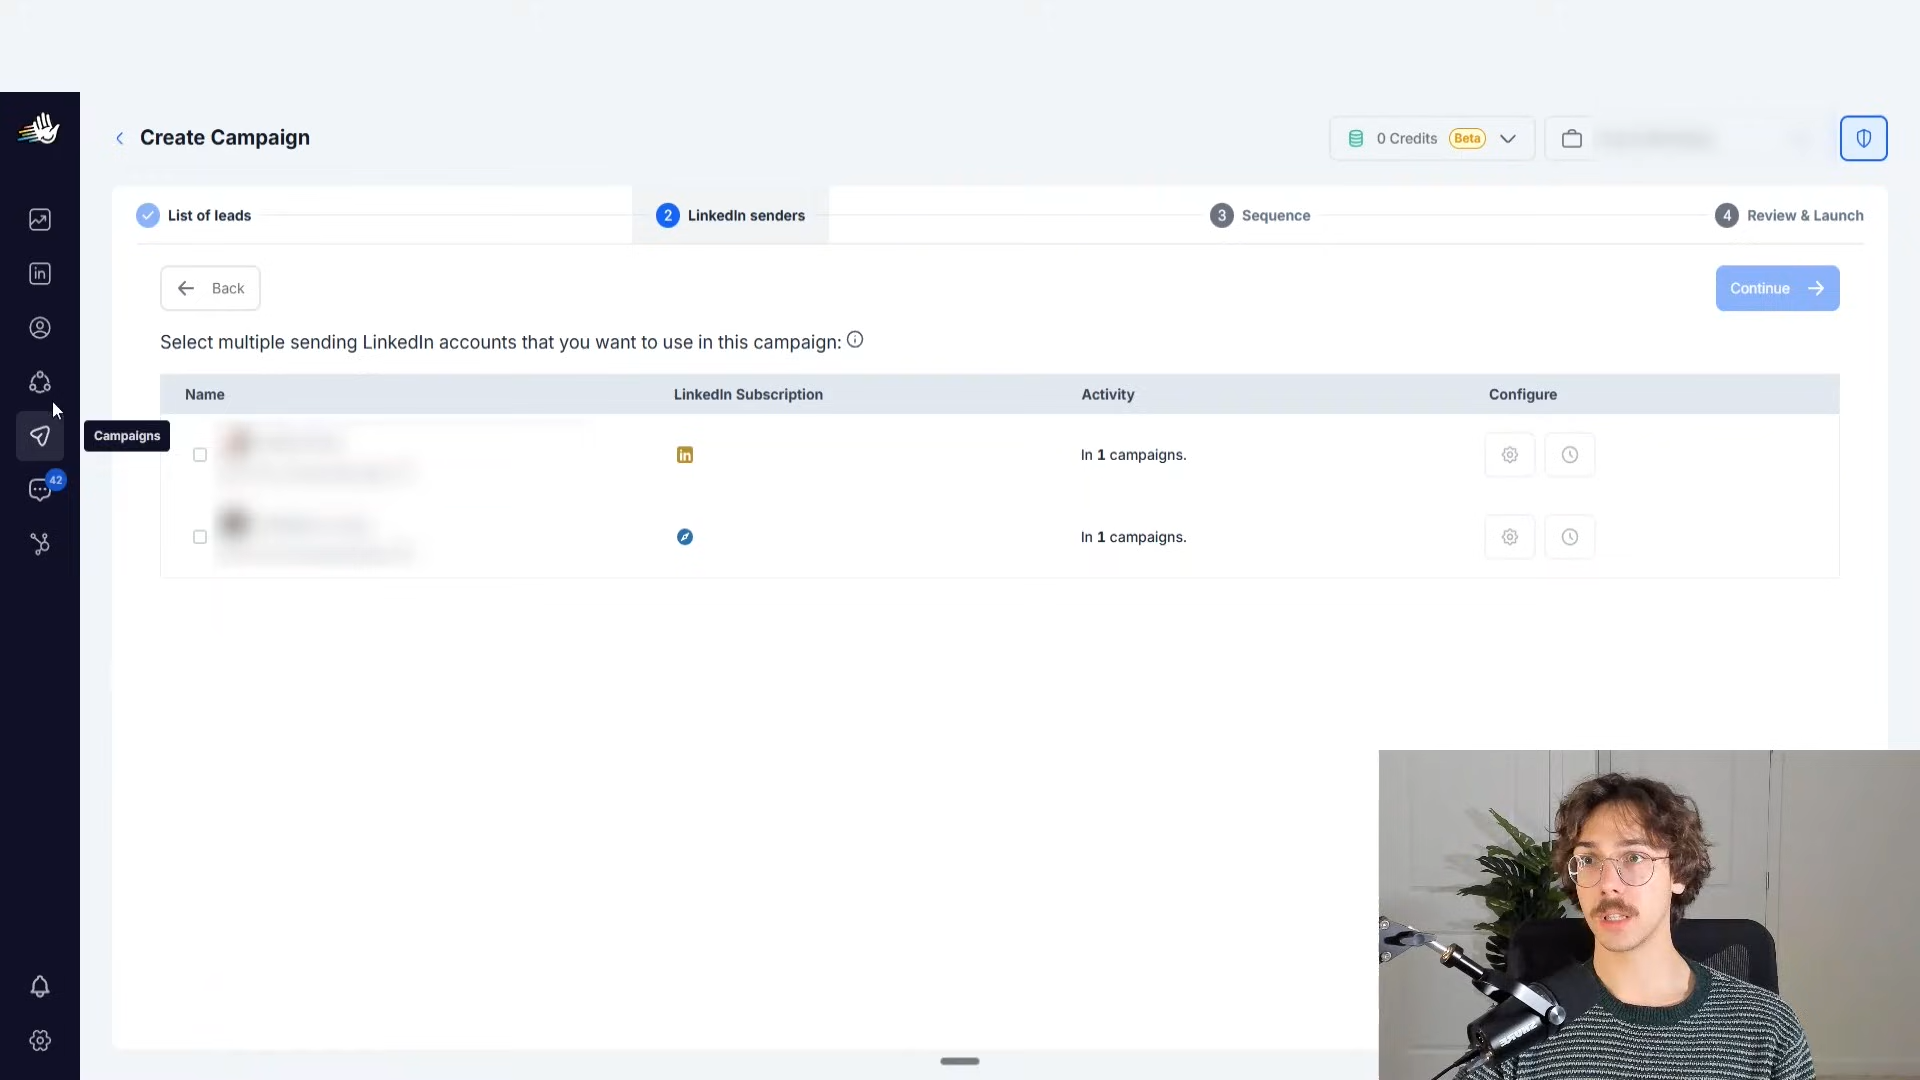 Create Campaign
0 Credits Beta
List of leads
2 LinkedIn senders
3 Sequence
4 Review & Launch
Back
Continue
Select multiple sending LinkedIn accounts that you want to use in this campaign:
Name LinkedIn Subscription Activity Configure
Campaigns
in In 1 campaigns.
In 1 campaigns.
in
42